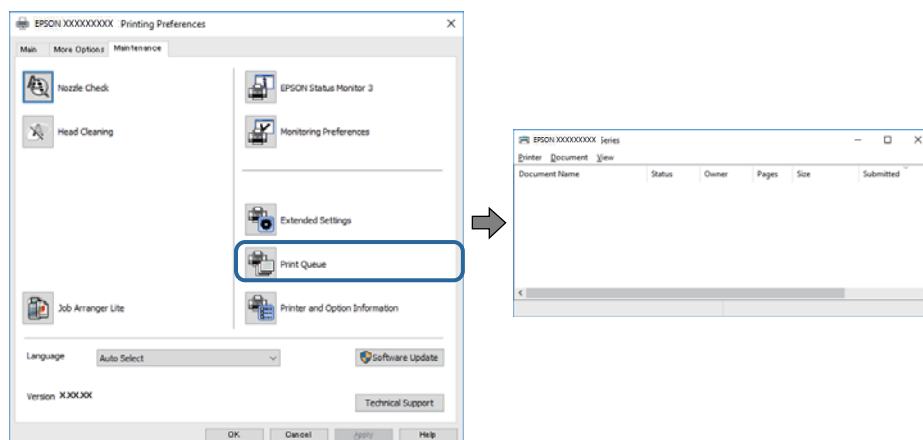 EPSON XXXXXXXXX Printing Preferences
Main More Options Maintenance
Nozzle Check
EPSON Status Monitor 3
Head Cleaning
Monitoring Preferences
Extended Settings
Print Queue
Job Arranger Lite
Printer and Option Information
Language Auto Select
Software Update
Version X.XX.XX
Technical Support
OK Cancel Apply Help
EPSON XXXXXXXXXX Series
Printer Document View
Document Name Status Owner Pages Size Submitted